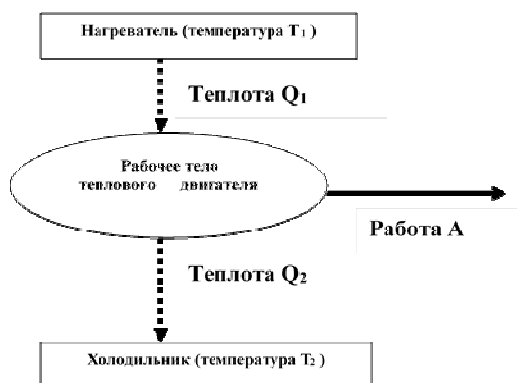 Нагреватель (температура T₁ )
Теплота Q₁
Рабочее тело
теплового двигателя
Работа А
Теплота Q₂
Холодильник (температура T₂ )